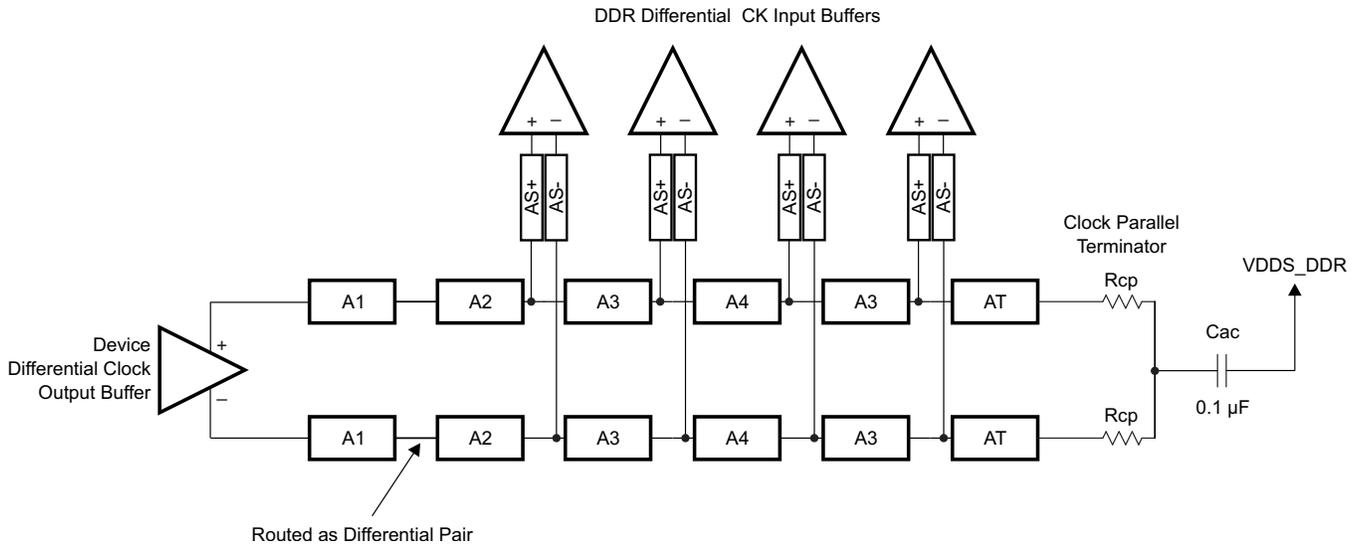 DDR Differential CK Input Buffers
+ −
+ −
+ −
+ −
AS+
AS-
AS+
AS-
AS+
AS-
AS+
AS-
Clock Parallel
Terminator
VDDS_DDR
A1
A2
A3
A4
A3
AT
Rcp
Device
Differential Clock
Output Buffer
+
−
Cac
0.1 µF
A1
A2
A3
A4
A3
AT
Rcp
Routed as Differential Pair